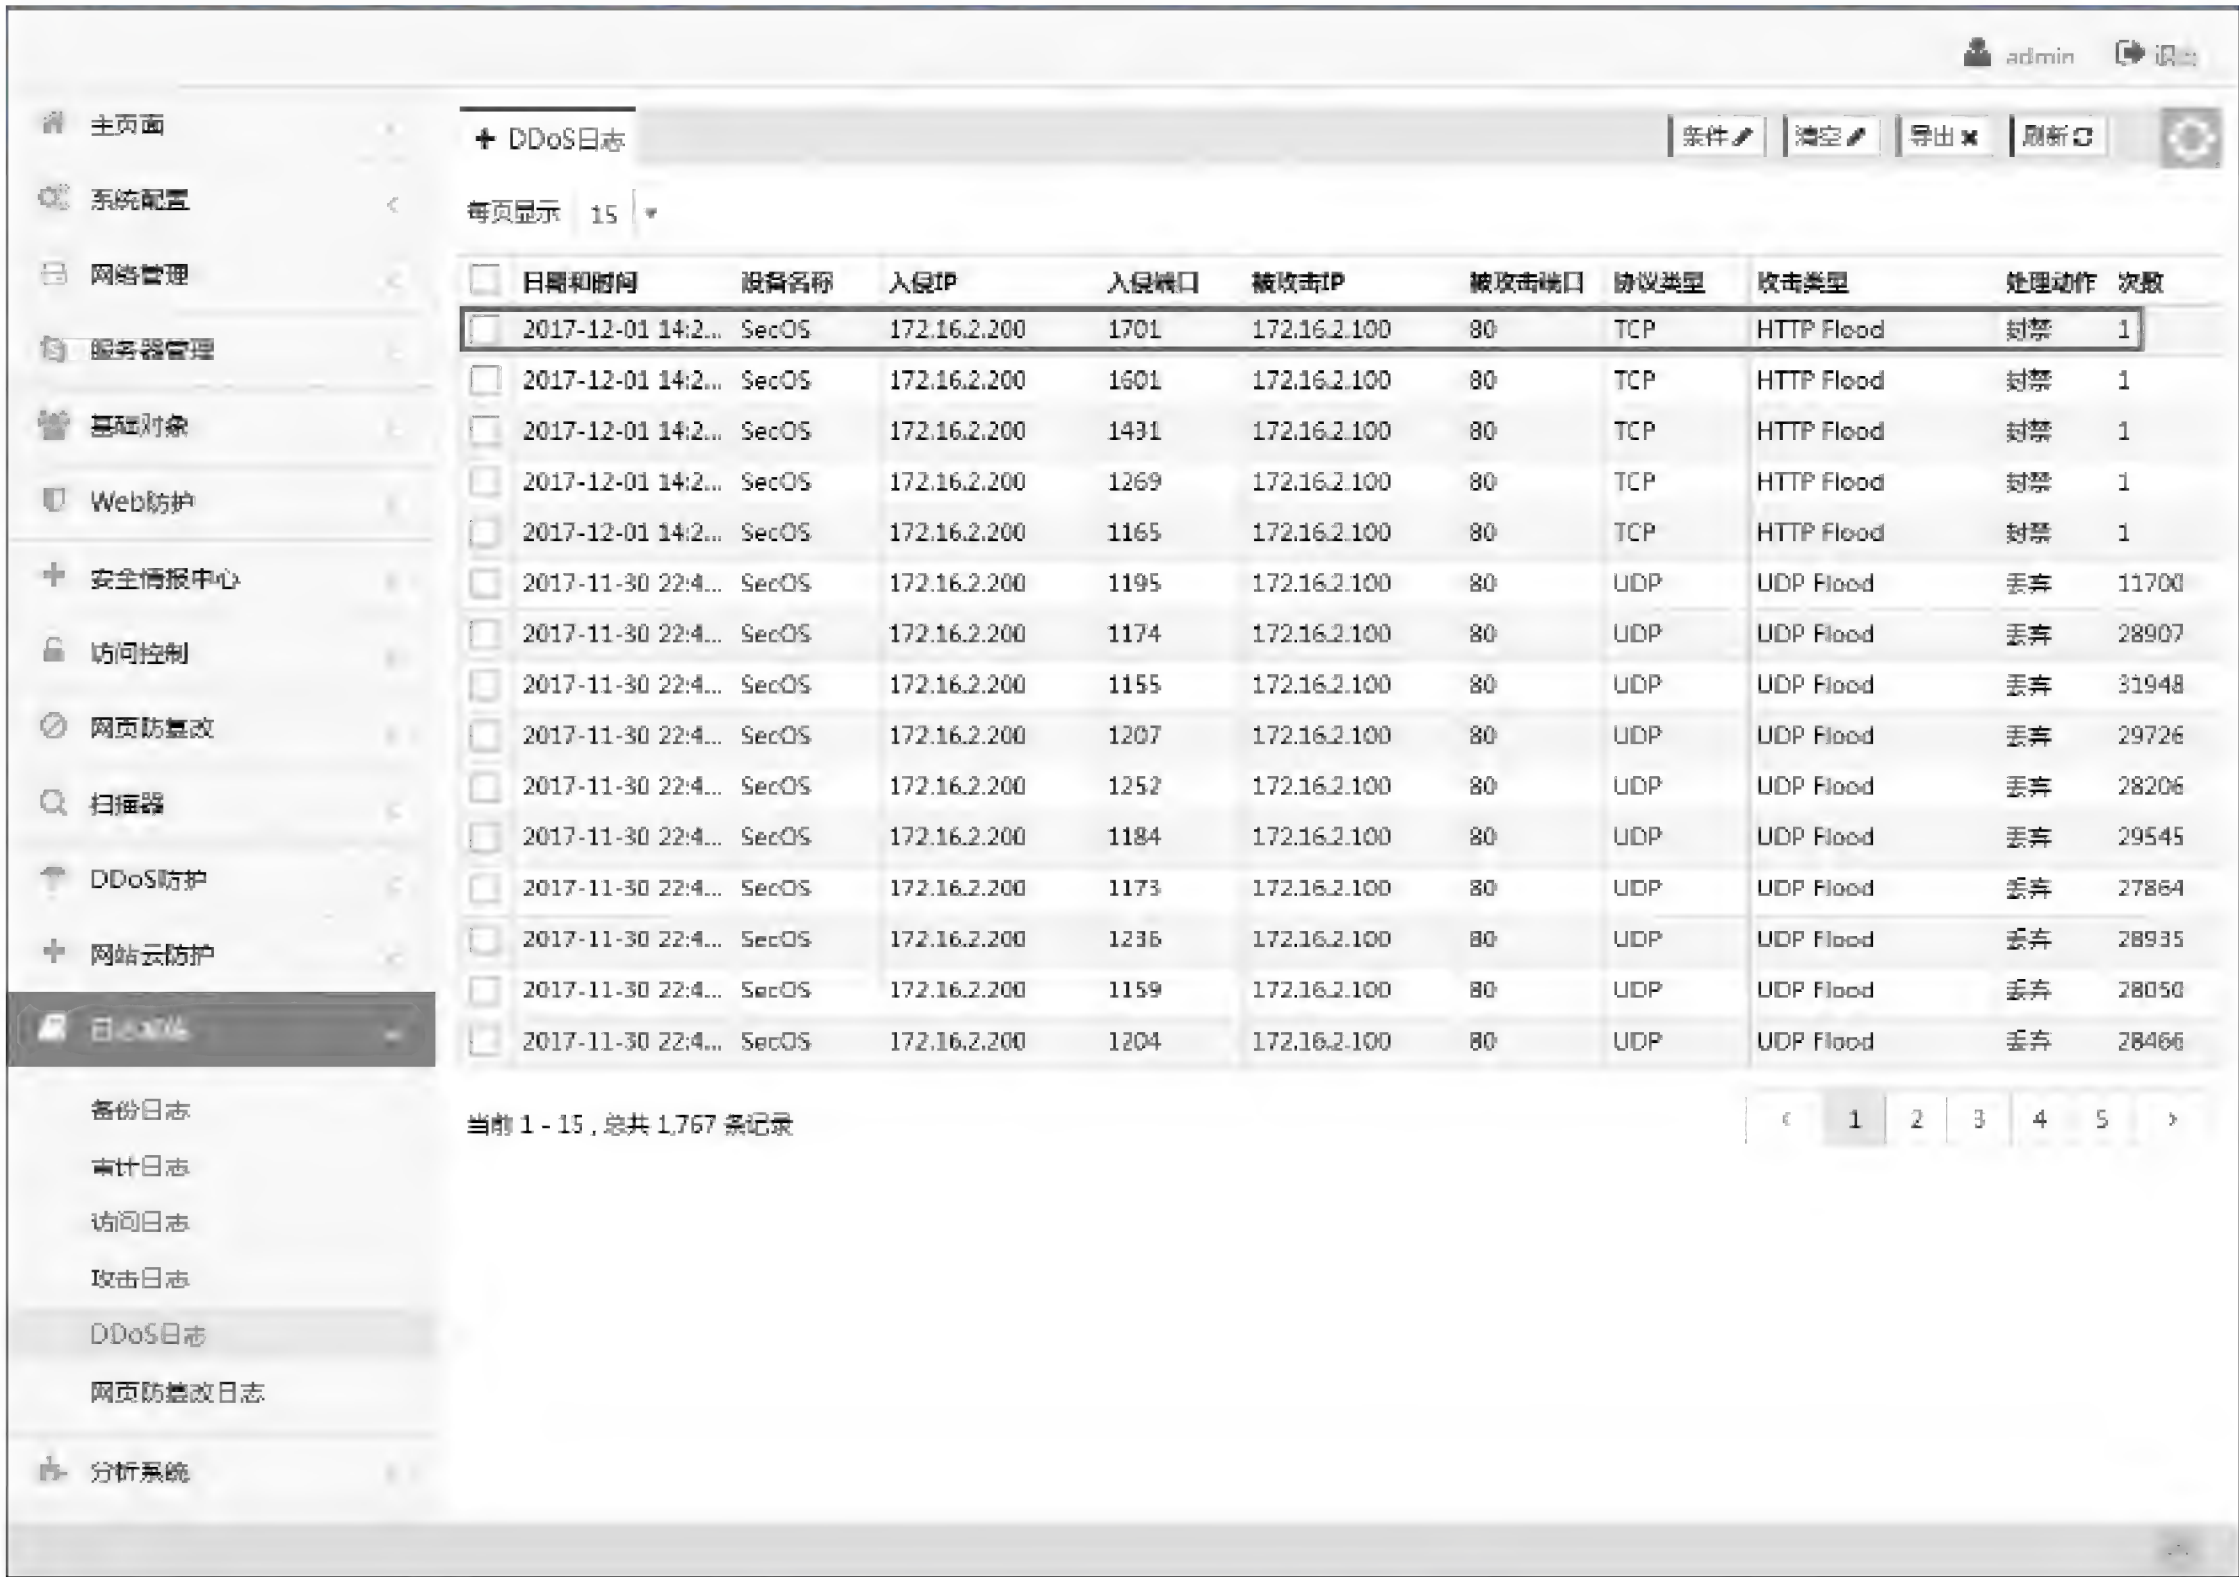 admin 退出
主页面
系统配置
网络管理
服务器管理
基础对象
Web防护
安全情报中心
访问控制
网页防篡改
扫描器
DDoS防护
网站云防护
备份日志
审计日志
访问日志
攻击日志
DDoS日志
网页防篡改日志
分析系统
DDoS日志 条件 清空 导出 刷新
每页显示 15
日期和时间 设备名称 入侵IP 入侵端口 被攻击IP 被攻击端口 协议类型 攻击类型 处理动作 次数
2017-12-01 14:2... SecOS 172.16.2.200 1701 172.16.2.100 80 TCP HTTP Flood 封禁 1
2017-12-01 14:2... SecOS 172.16.2.200 1601 172.16.2.100 80 TCP HTTP Flood 封禁 1
2017-12-01 14:2... SecOS 172.16.2.200 1431 172.16.2.100 80 TCP HTTP Flood 封禁 1
2017-12-01 14:2... SecOS 172.16.2.200 1269 172.16.2.100 80 TCP HTTP Flood 封禁 1
2017-12-01 14:2... SecOS 172.16.2.200 1165 172.16.2.100 80 TCP HTTP Flood 封禁 1
2017-11-30 22:4... SecOS 172.16.2.200 1195 172.16.2.100 80 UDP UDP Flood 丢弃 11700
2017-11-30 22:4... SecOS 172.16.2.200 1174 172.16.2.100 80 UDP UDP Flood 丢弃 28907
2017-11-30 22:4... SecOS 172.16.2.200 1155 172.16.2.100 80 UDP UDP Flood 丢弃 31948
2017-11-30 22:4... SecOS 172.16.2.200 1207 172.16.2.100 80 UDP UDP Flood 丢弃 29726
2017-11-30 22:4... SecOS 172.16.2.200 1252 172.16.2.100 80 UDP UDP Flood 丢弃 28206
2017-11-30 22:4... SecOS 172.16.2.200 1184 172.16.2.100 80 UDP UDP Flood 丢弃 29545
2017-11-30 22:4... SecOS 172.16.2.200 1173 172.16.2.100 80 UDP UDP Flood 丢弃 27864
2017-11-30 22:4... SecOS 172.16.2.200 1236 172.16.2.100 80 UDP UDP Flood 丢弃 28935
2017-11-30 22:4... SecOS 172.16.2.200 1159 172.16.2.100 80 UDP UDP Flood 丢弃 28050
2017-11-30 22:4... SecOS 172.16.2.200 1204 172.16.2.100 80 UDP UDP Flood 丢弃 28466
当前 1 - 15 , 总共 1,767 条记录
1 2 3 4 5